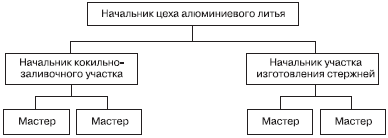 Начальник цеха алюминиевого литья
Начальник кокильно-
заливочного участка
Начальник участка
изготовления стержней
Мастер
Мастер
Мастер
Мастер